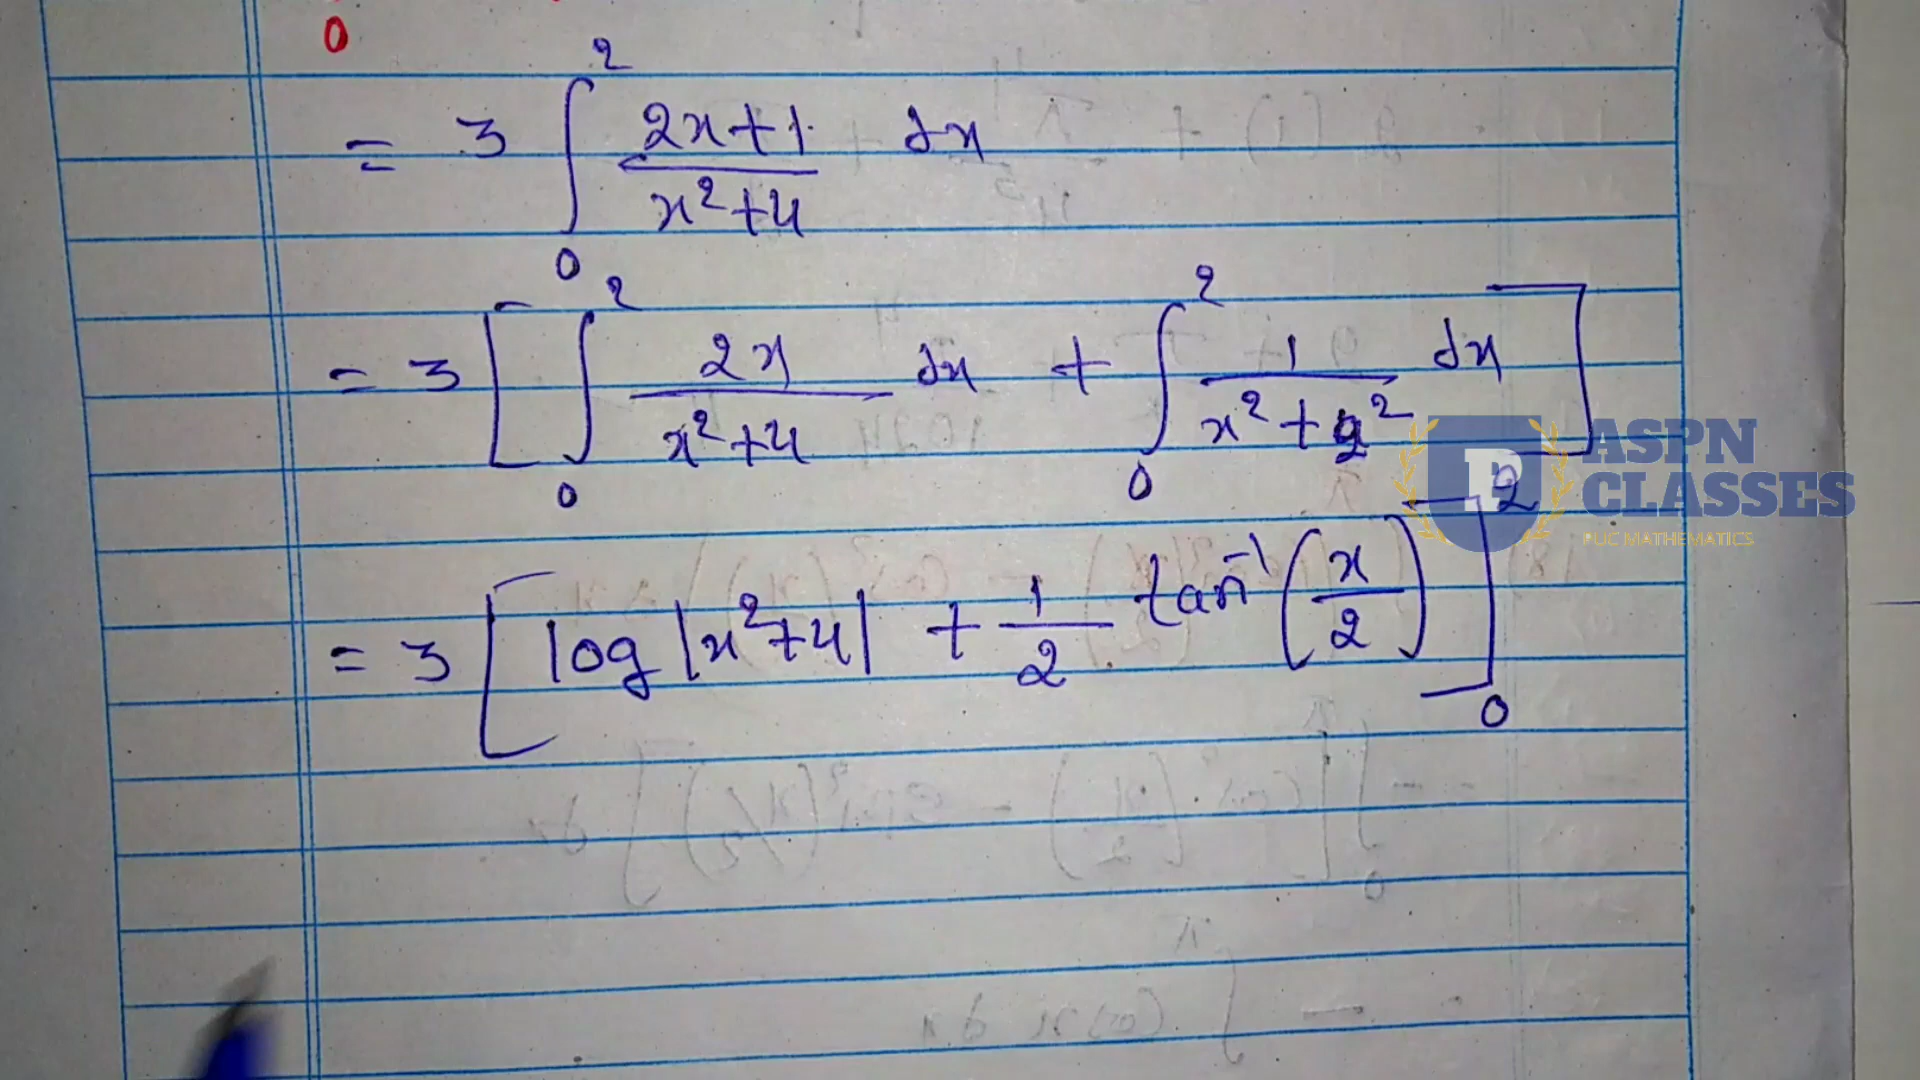 0
= 3 ∫₀² (2x+1)/(x²+4) dx
= 3 [ ∫₀² 2x/(x²+4) dx + ∫₀² 1/(x²+2²) dx ]
= 3 [ log |x²+4| + 1/2 tan⁻¹ (x/2) ]₀²
ASPN
CLASSES
PUC MATHEMATICS